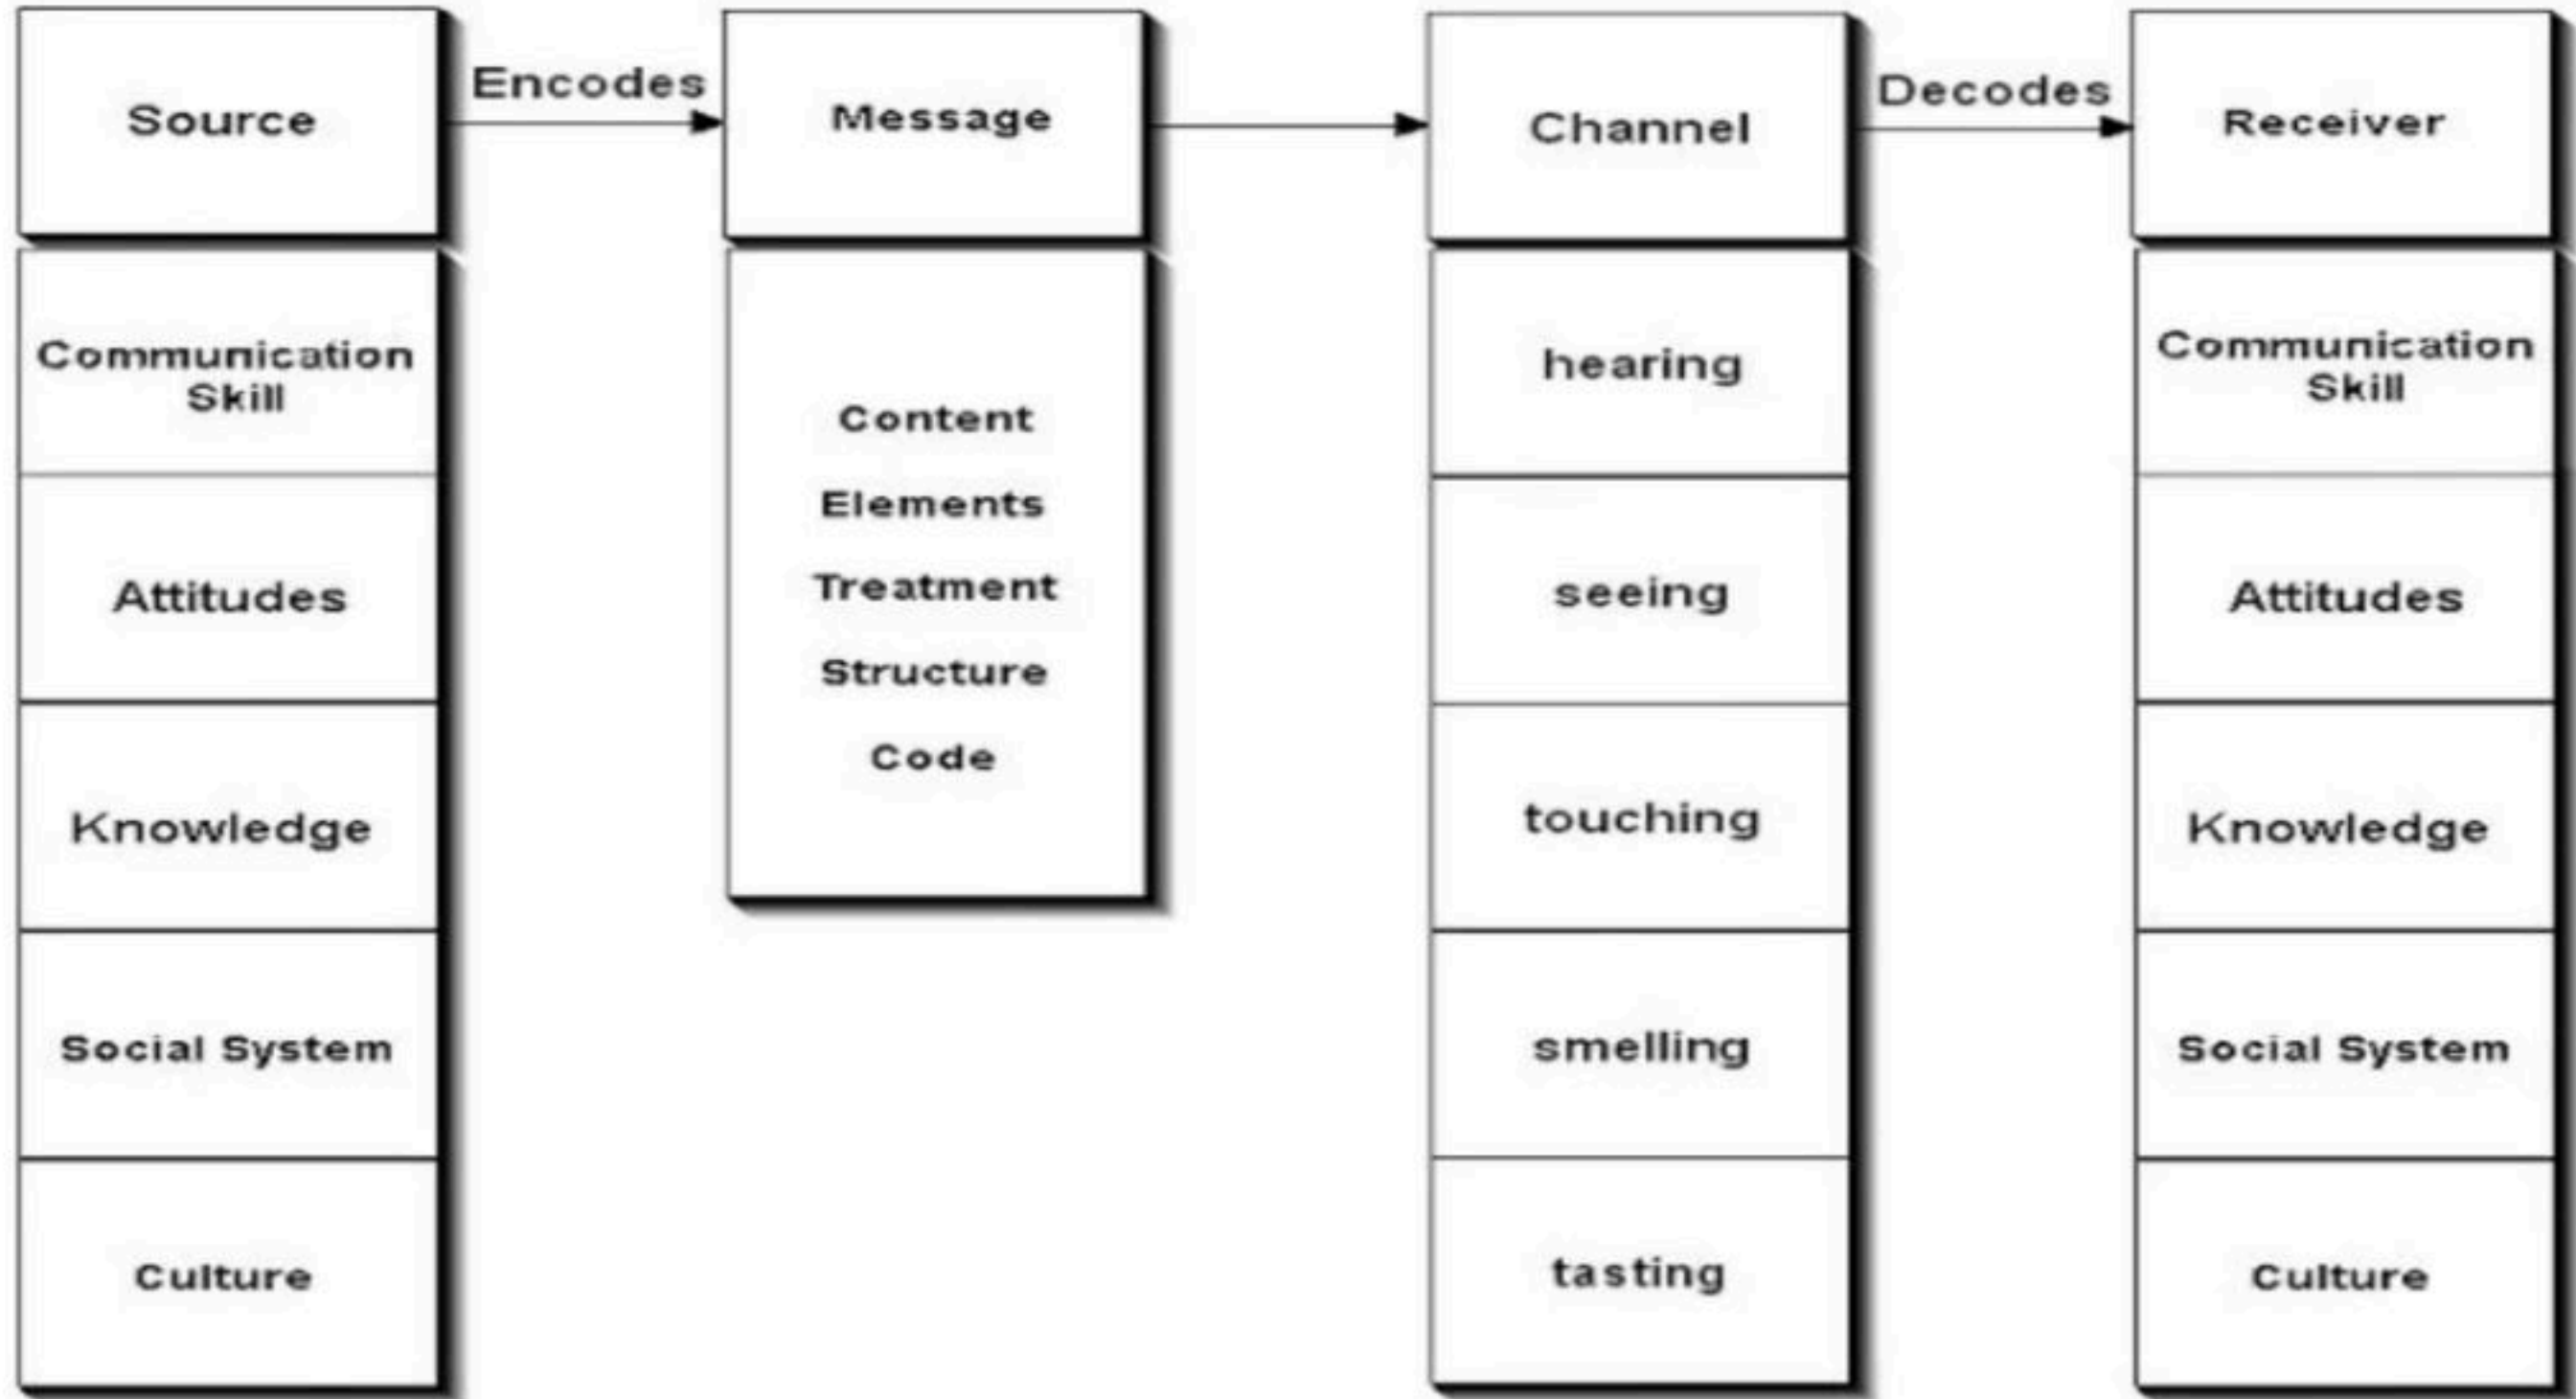 Source
Encodes
Message
Channel
Decodes
Receiver
Communication
Skill
Attitudes
Knowledge
Social System
Culture
Content
Elements
Treatment
Structure
Code
hearing
seeing
touching
smelling
tasting
Communication
Skill
Attitudes
Knowledge
Social System
Culture